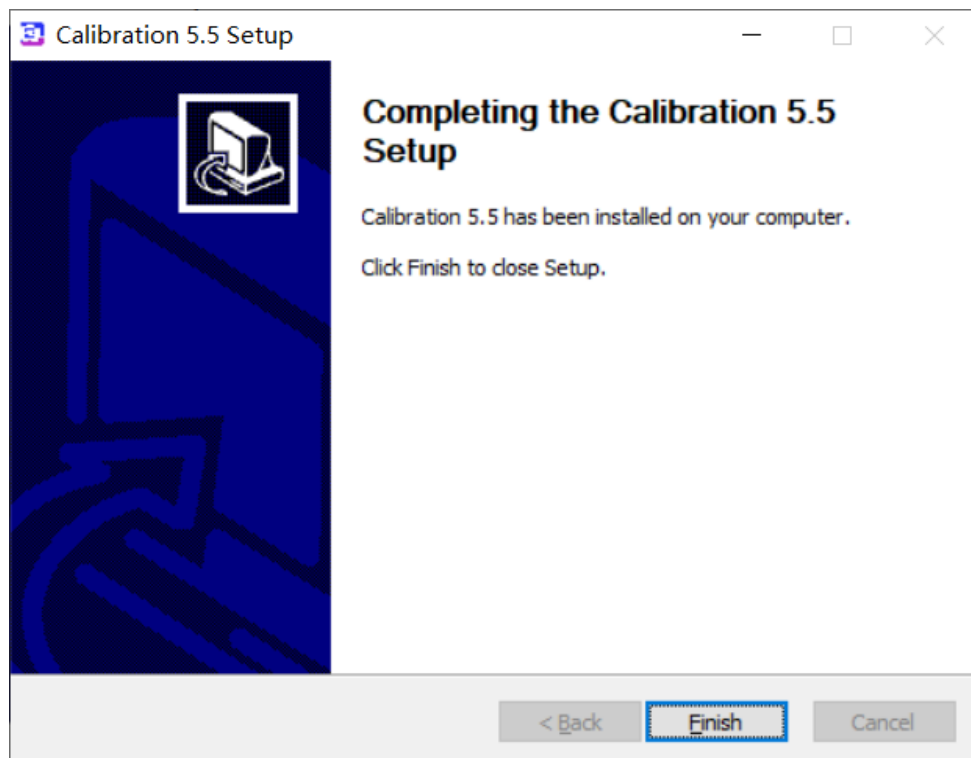 Calibration 5.5 Setup
Completing the Calibration 5.5
Setup
Calibration 5.5 has been installed on your computer.
Click Finish to close Setup.
< Back
Finish
Cancel